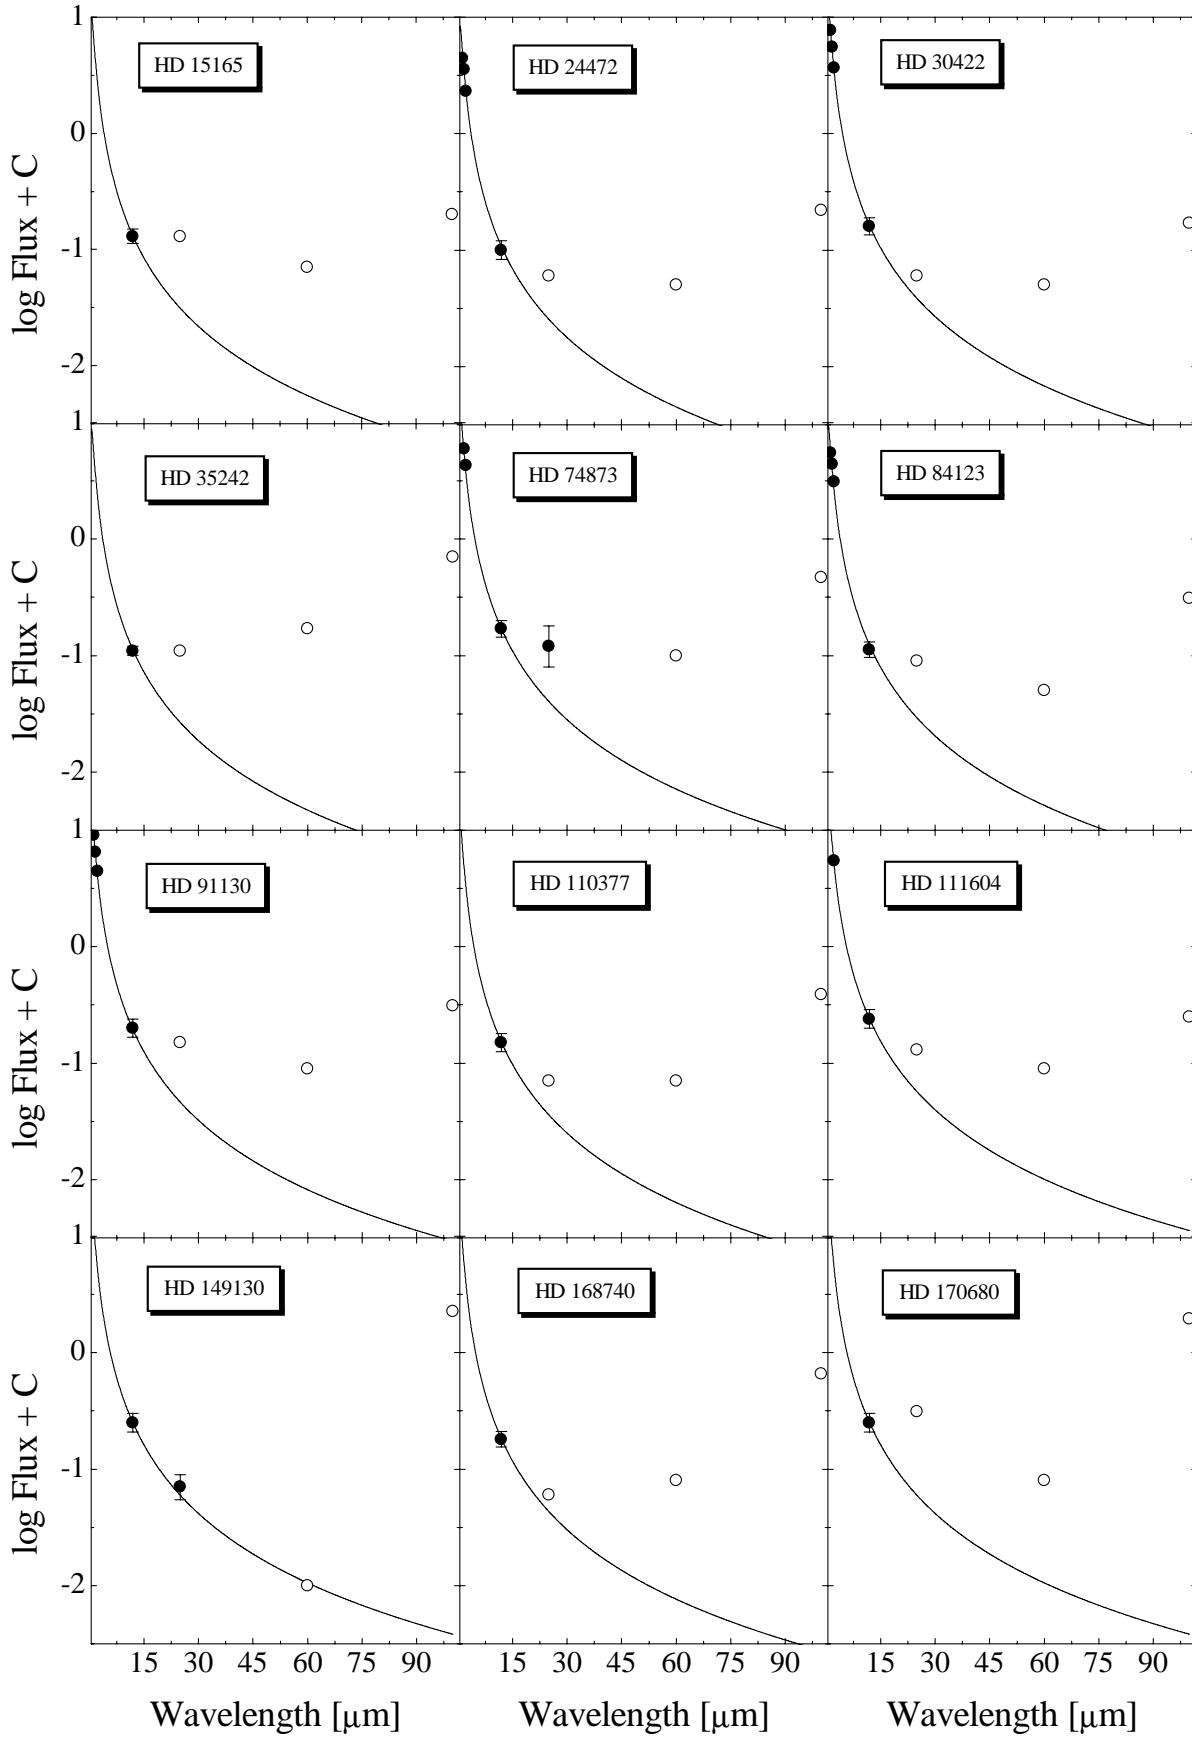 1
HD 15165
HD 24472
HD 30422
0
log Flux + C
-1
-2
1
HD 35242
HD 74873
HD 84123
0
log Flux + C
-1
-2
1
HD 91130
HD 110377
HD 111604
0
log Flux + C
-1
-2
1
HD 149130
HD 168740
HD 170680
0
log Flux + C
-1
-2
15 30 45 60 75 90
15 30 45 60 75 90
15 30 45 60 75 90
Wavelength [μm]
Wavelength [μm]
Wavelength [μm]